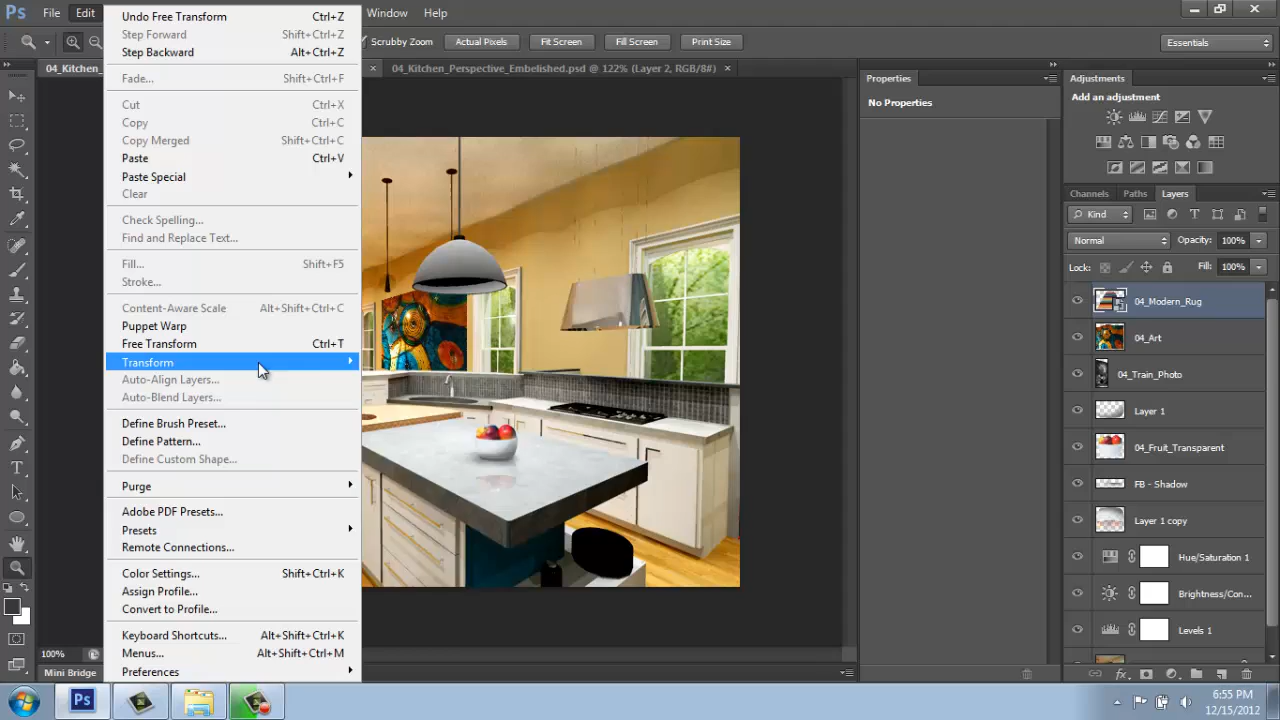 Ps File Edit Window Help
Scrubby Zoom Actual Pixels Fit Screen Fill Screen Print Size Essentials
04_Kitchen_ × 04_Kitchen_Perspective_Embelished.psd @ 122% (Layer 2, RGB/8#) ×
Undo Free Transform Ctrl+Z
Step Forward Shift+Ctrl+Z
Step Backward Alt+Ctrl+Z
Fade... Shift+Ctrl+F
Cut Ctrl+X
Copy Ctrl+C
Copy Merged Shift+Ctrl+C
Paste Ctrl+V
Paste Special
Clear
Check Spelling...
Find and Replace Text...
Fill... Shift+F5
Stroke...
Content-Aware Scale Alt+Shift+Ctrl+C
Puppet Warp
Free Transform Ctrl+T
Transform
Auto-Align Layers...
Auto-Blend Layers...
Define Brush Preset...
Define Pattern...
Define Custom Shape...
Purge
Adobe PDF Presets...
Presets
Remote Connections...
Color Settings... Shift+Ctrl+K
Assign Profile...
Convert to Profile...
Keyboard Shortcuts... Alt+Shift+Ctrl+K
Menus... Alt+Shift+Ctrl+M
Preferences
Properties
No Properties
Adjustments
Add an adjustment
Channels Paths Layers
Kind
Normal Opacity: 100%
Lock: Fill: 100%
04_Modern_Rug
04_Art
04_Train_Photo
Layer 1
04_Fruit_Transparent
FB - Shadow
Layer 1 copy
Hue/Saturation 1
Brightness/Con...
Levels 1
fx
100%
Mini Bridge
Ps
6:55 PM
12/15/2012